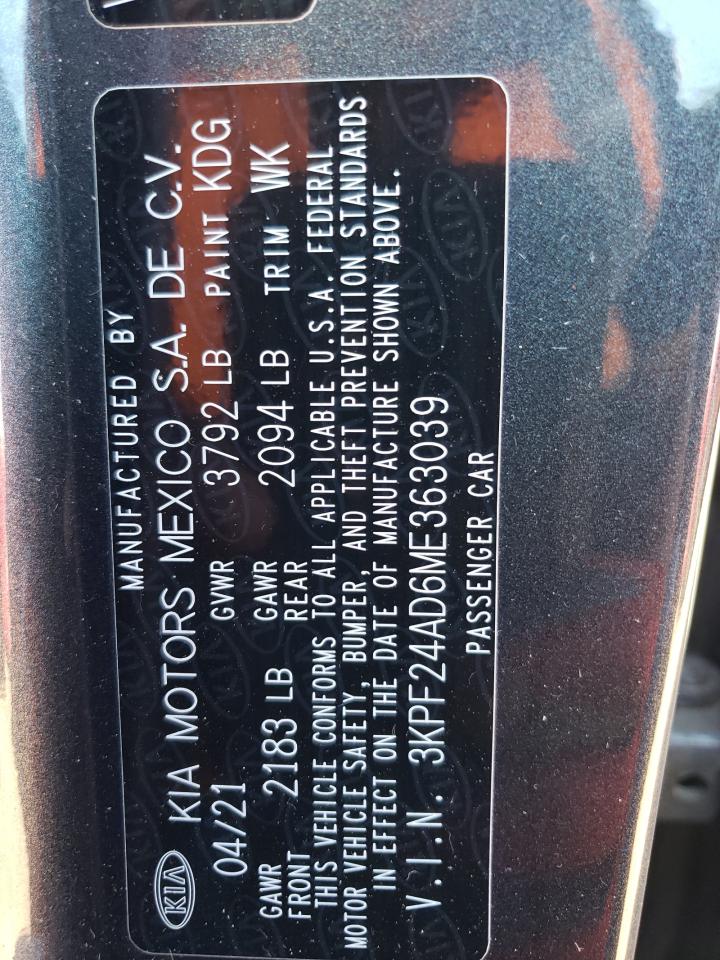 MANUFACTURED BY
KIA KIA MOTORS MEXICO S.A. DE C.V.
04/21 GVWR 3792 LB PAINT KDG
GAWR FRONT 2183 LB GAWR REAR 2094 LB TRIM WK
THIS VEHICLE CONFORMS TO ALL APPLICABLE U.S.A. FEDERAL
MOTOR VEHICLE SAFETY, BUMPER, AND THEFT PREVENTION STANDARDS
IN EFFECT ON THE DATE OF MANUFACTURE SHOWN ABOVE.
V.I.N. 3KPF24AD6ME363039
PASSENGER CAR